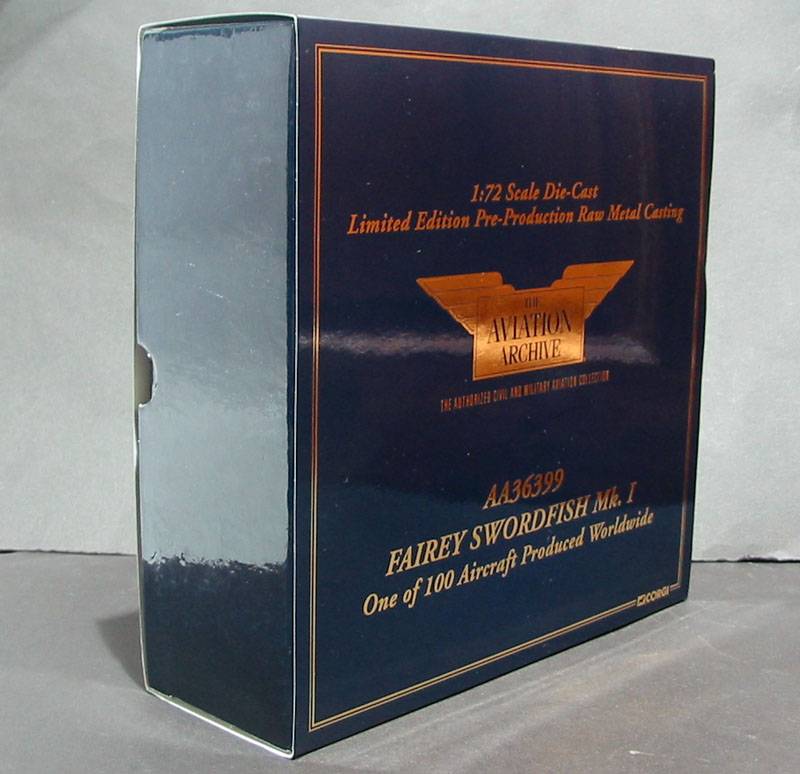 1:72 Scale Die-Cast
Limited Edition Pre-Production Raw Metal Casting
THE
AVIATION
ARCHIVE
THE AUTHORIZED CIVIL AND MILITARY AVIATION COLLECTION
AA36399
FAIREY SWORDFISH Mk. I
One of 100 Aircraft Produced Worldwide
CORGI